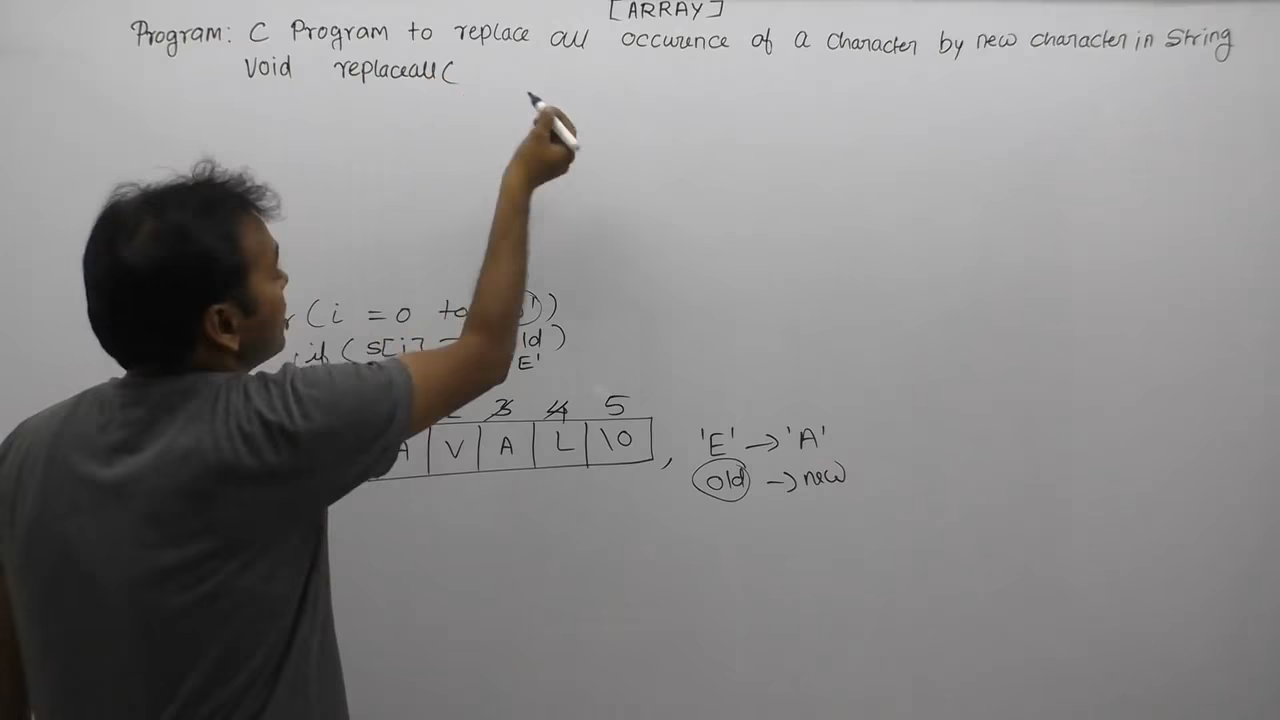 [ARRAY]
Program: C Program to replace all occurence of a character by new character in String
Void replaceall(
(i = 0 to
if (s[i] = old)
E'
3 4 5
A V A L \0 , 'E' → 'A'
old → new